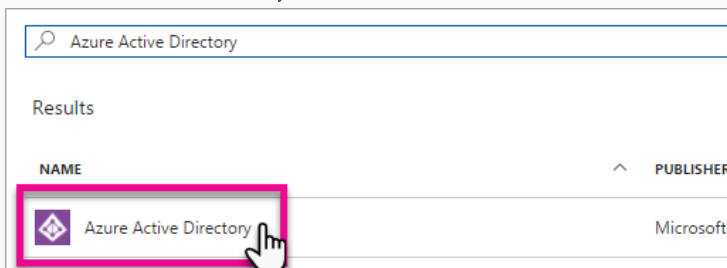 Azure Active Directory
Results
NAME PUBLISHER
Azure Active Directory Microsoft